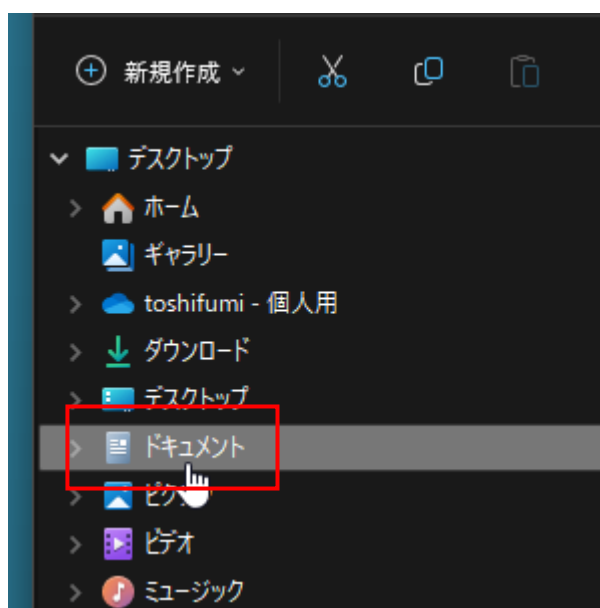 新規作成
デスクトップ
ホーム
ギャラリー
toshifumi - 個人用
ダウンロード
デスクトップ
ドキュメント
ビデオ
ミュージック